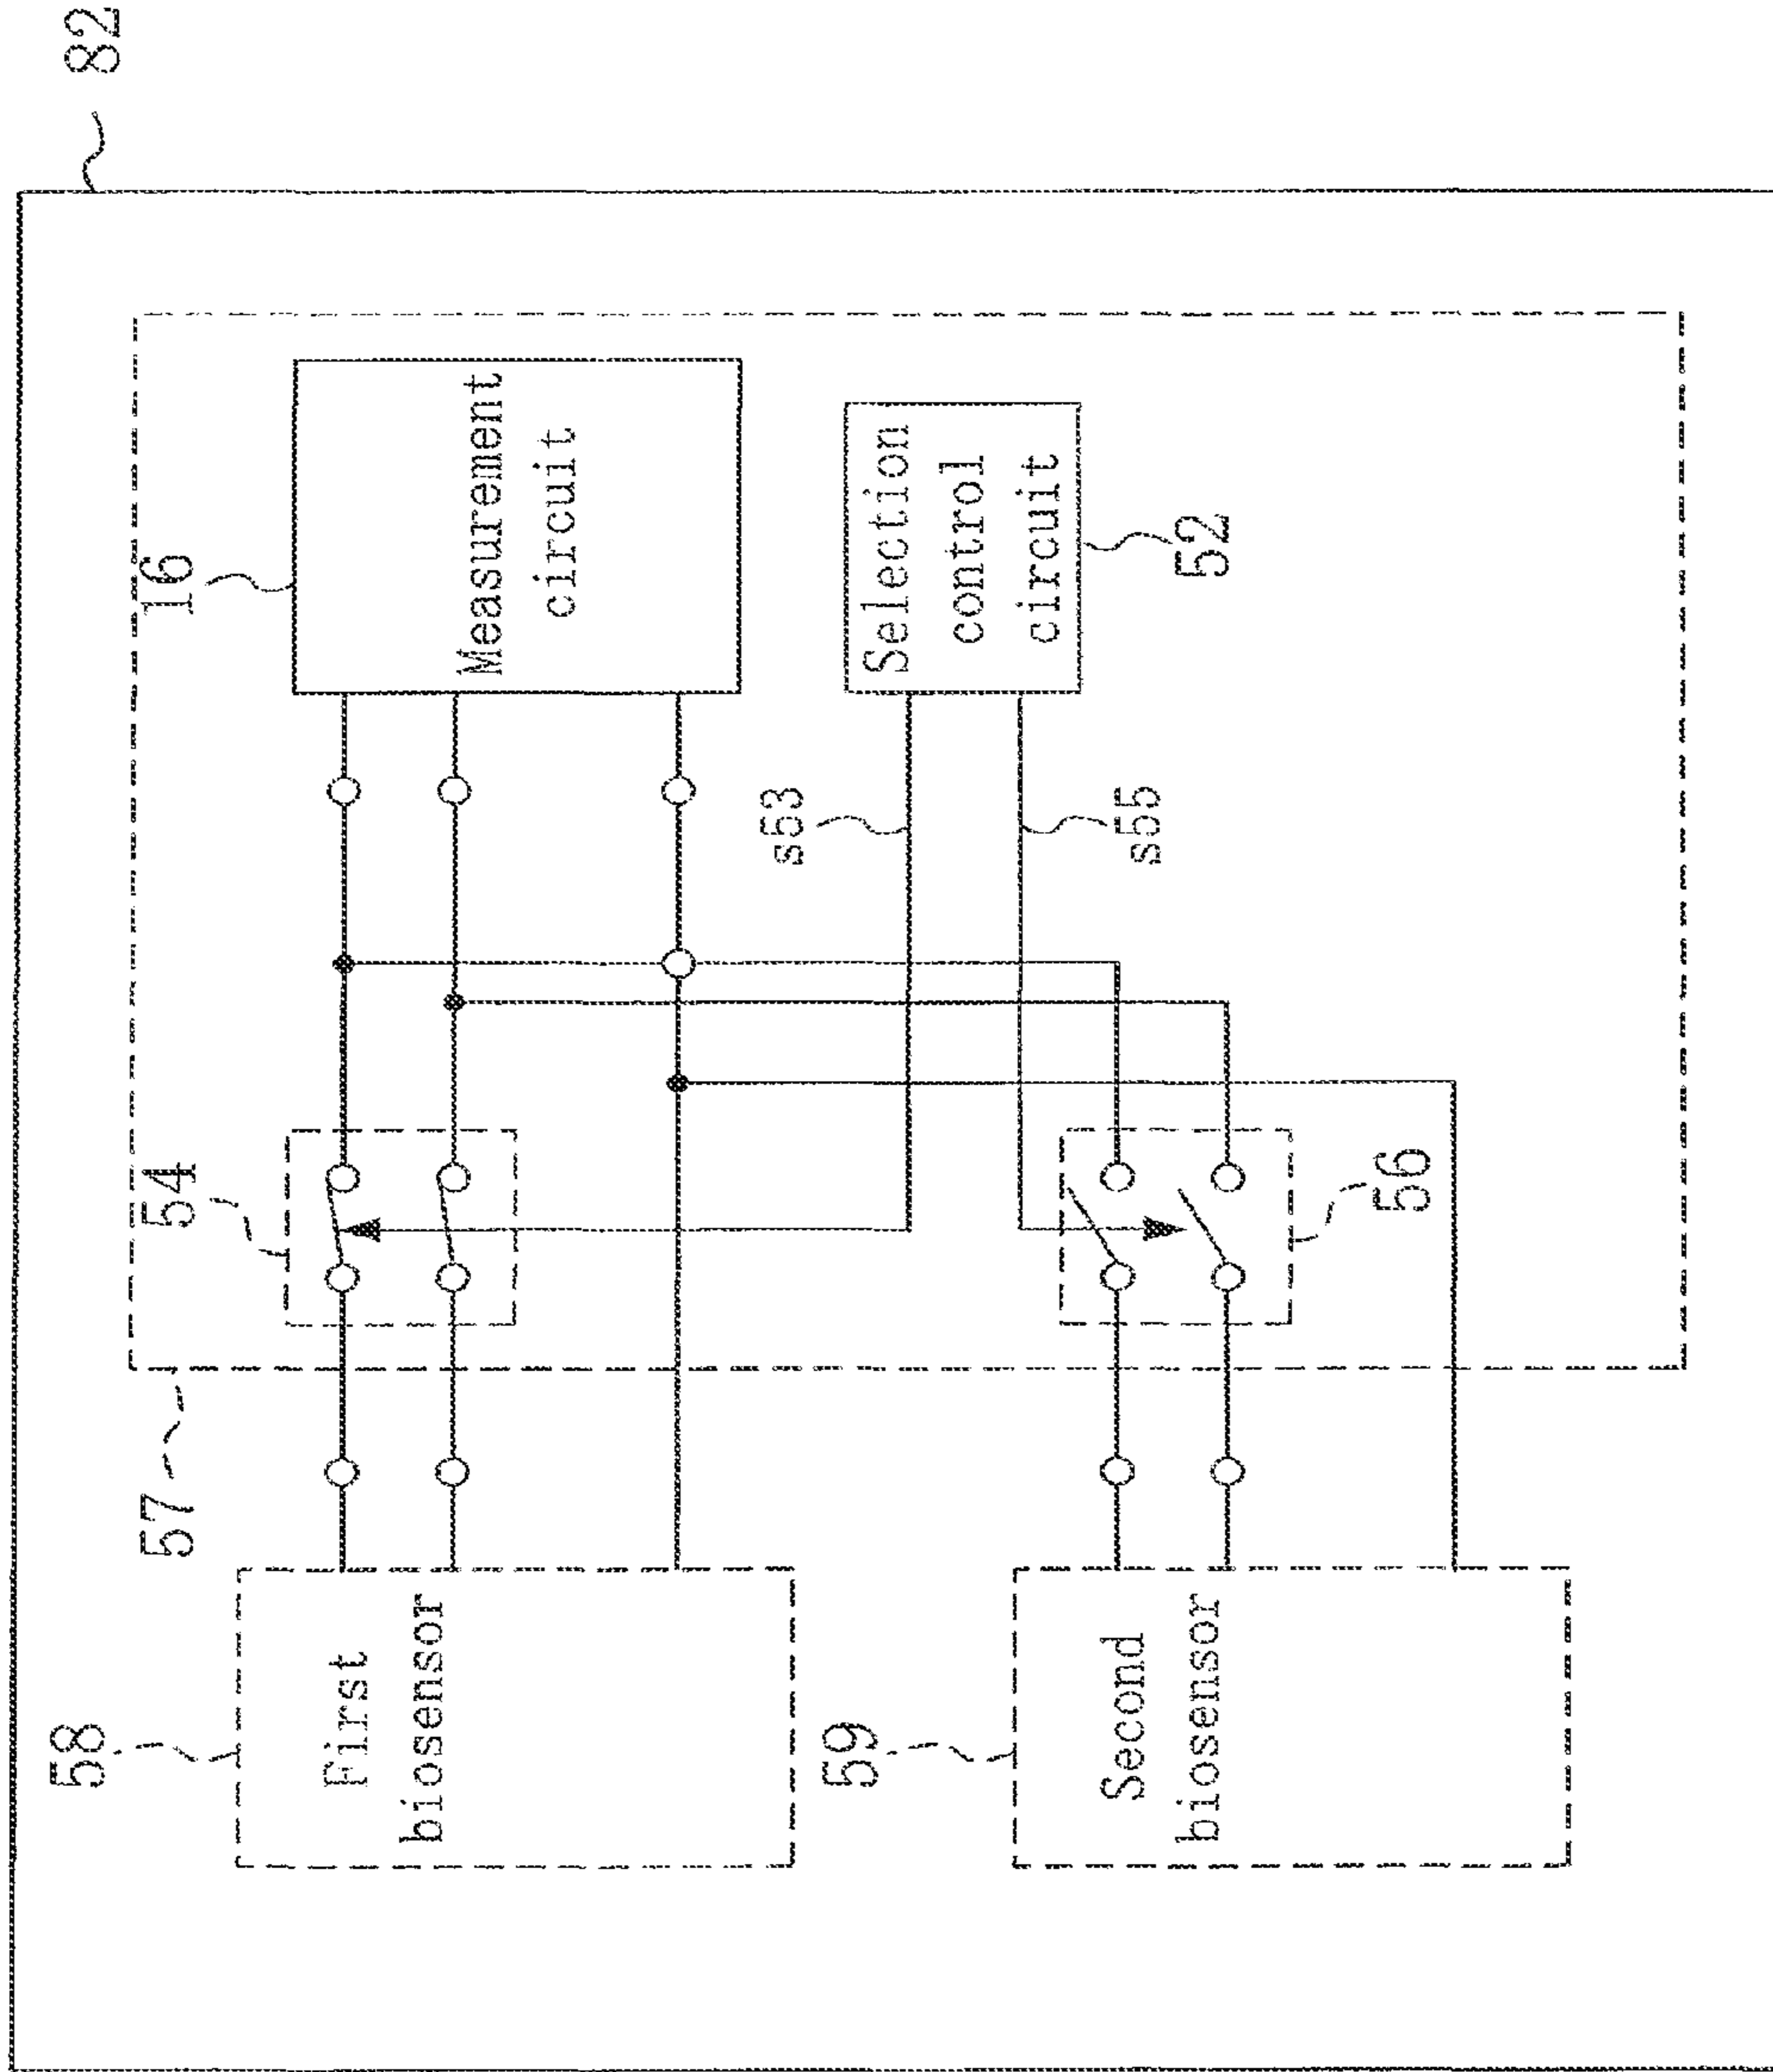 82
57
54
16
58
First
biosensor
Measurement
circuit
s53
Selection
control
circuit
52
s55
59
Second
biosensor
56